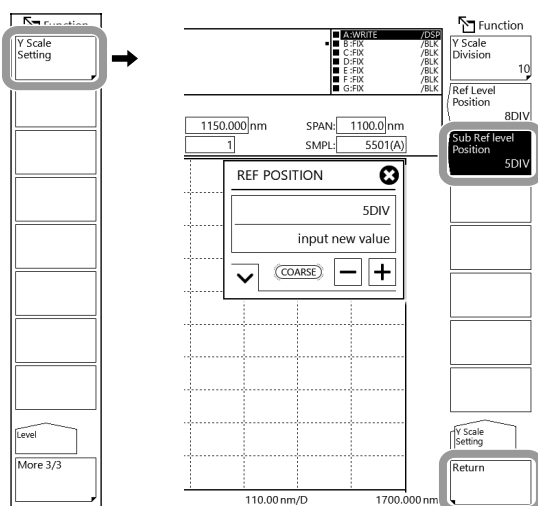 Function
Y Scale
Setting
Level
More 3/3
A:WRITE /DSP
B:FIX /BLK
C:FIX /BLK
D:FIX /BLK
E:FIX /BLK
F:FIX /BLK
G:FIX /BLK
1150.000 nm SPAN: 1100.0 nm
1 SMPL: 5501(A)
REF POSITION
5DIV
input new value
COARSE
110.00 nm/D 1700.000 nm
Function
Y Scale
Division
10
Ref Level
Position
8DIV
Sub Ref level
Position
5DIV
Y Scale
Setting
Return